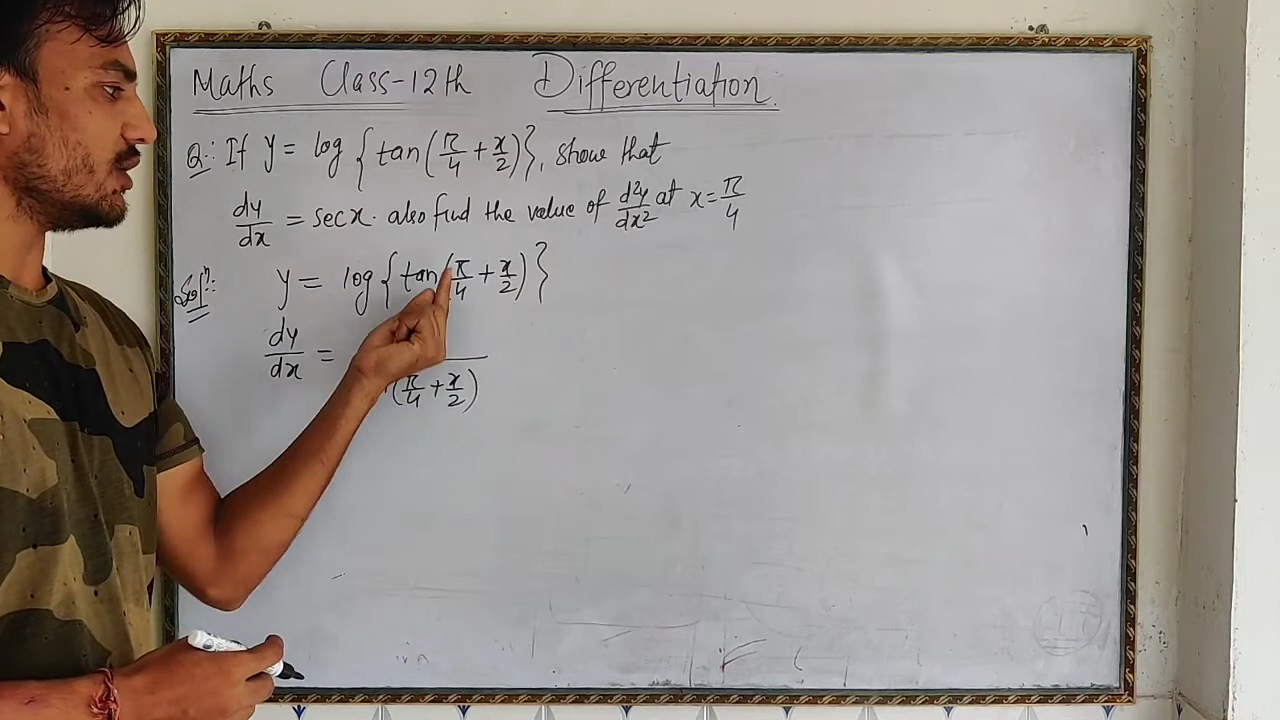 Maths Class-12th Differentiation.
Q:- If y = log {tan(π/4 + x/2)}, show that
dy/dx = sec x. also find the value of d²y/dx² at x = π/4
Solⁿ:- y = log {tan(π/4 + x/2)}
dy/dx = (π/4 + x/2)